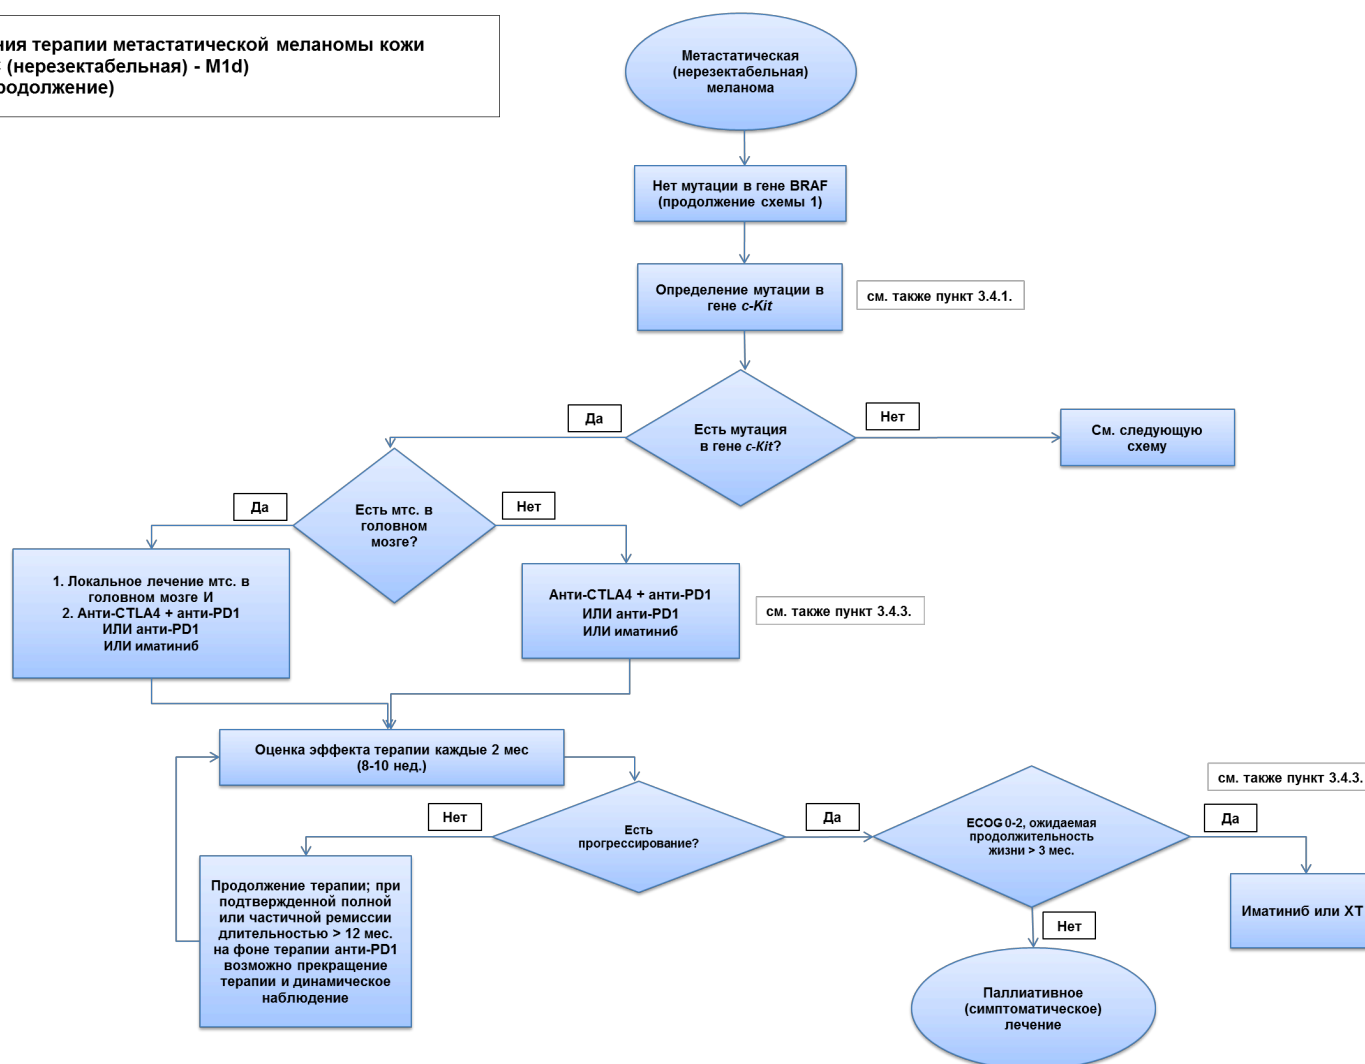 ния терапии метастатической меланомы кожи
(нерезектабельная) - M1d)
родолжение)
Метастатическая
(нерезектабельная)
меланома
Нет мутации в гене BRAF
(продолжение схемы 1)
Определение мутации в
гене c-Kit
см. также пункт 3.4.1.
Есть мутация
в гене c-Kit?
Да
Нет
См. следующую
схему
Есть мтс. в
головном
мозге?
Да
Нет
1. Локальное лечение мтс. в
головном мозге И
2. Анти-CTLA4 + анти-PD1
ИЛИ анти-PD1
ИЛИ иматиниб
Анти-CTLA4 + анти-PD1
ИЛИ анти-PD1
ИЛИ иматиниб
см. также пункт 3.4.3.
Оценка эффекта терапии каждые 2 мес
(8-10 нед.)
Есть
прогрессирование?
Нет
Да
Продолжение терапии; при
подтвержденной полной
или частичной ремиссии
длительностью > 12 мес.
на фоне терапии анти-PD1
возможно прекращение
терапии и динамическое
наблюдение
ECOG 0-2, ожидаемая
продолжительность
жизни > 3 мес.
см. также пункт 3.4.3.
Да
Иматиниб или ХТ
Нет
Паллиативное
(симптоматическое)
лечение